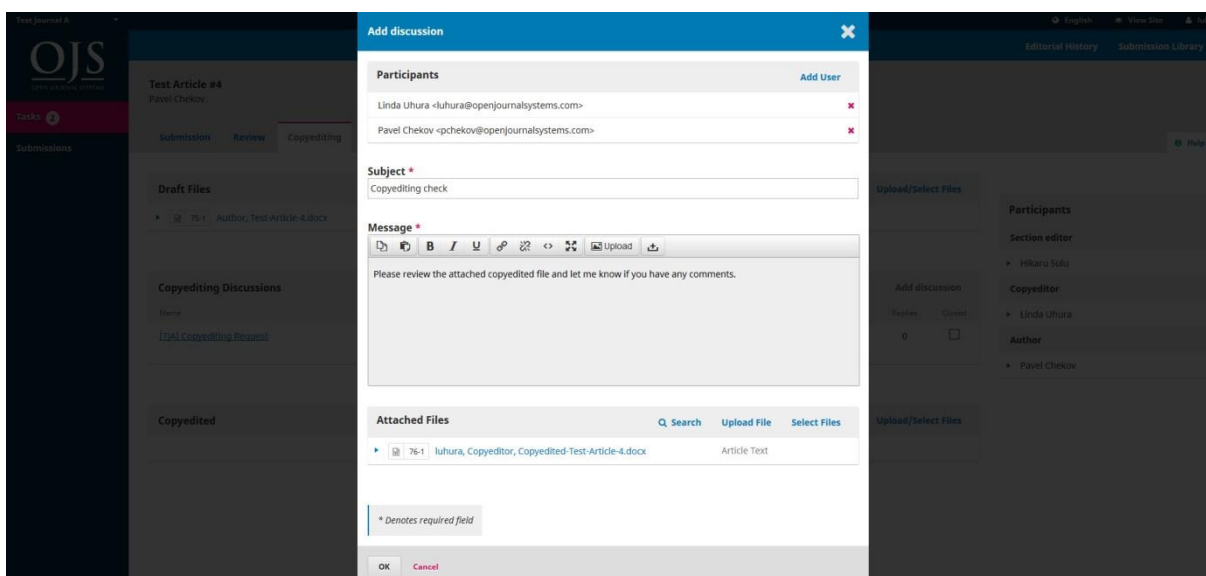 Test Journal A
English View Site
Editorial History Submission Library
OJS
OPEN JOURNAL SYSTEMS
Tasks 2
Submissions
Test Article #4
Pavel Chekov
Submission Review Copyediting
Help
Draft Files Upload/Select Files
75-1 Author, Test-Article-4.docx
Copyediting Discussions Add discussion
Name Replies Closed
[TJA] Copyediting Request 0
Copyedited Upload/Select Files
Participants
Section editor
Hikaru Sulu
Copyeditor
Linda Uhura
Author
Pavel Chekov
Add discussion
Participants Add User
Linda Uhura <luhura@openjournalsystems.com>
Pavel Chekov <pchekov@openjournalsystems.com>
Subject *
Copyediting check
Message *
B I U Upload
Please review the attached copyedited file and let me know if you have any comments.
Attached Files Search Upload File Select Files
76-1 luhura, Copyeditor, Copyedited-Test-Article-4.docx Article Text
* Denotes required field
OK Cancel